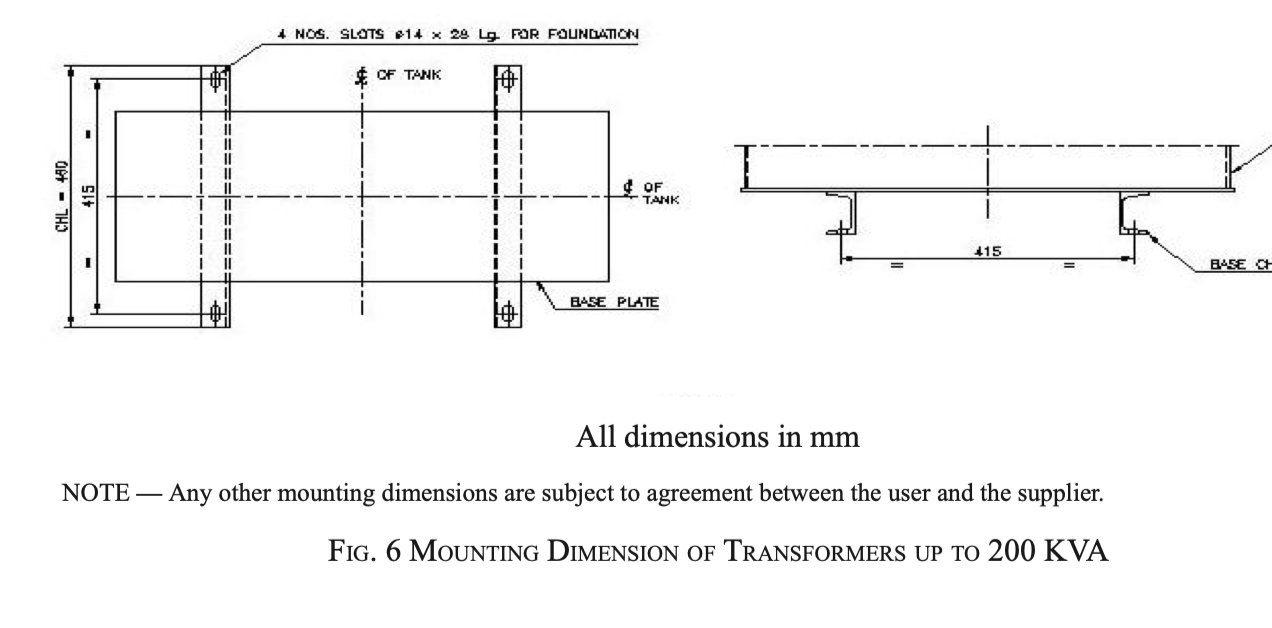 4 NOS. SLOTS ø14 x 28 Lg. FOR FOUNDATION
℄ OF TANK
CHL = 460
=
415
=
℄ OF
TANK
BASE PLATE
415
=
=
BASE CH
All dimensions in mm
NOTE — Any other mounting dimensions are subject to agreement between the user and the supplier.
FIG. 6 MOUNTING DIMENSION OF TRANSFORMERS UP TO 200 KVA